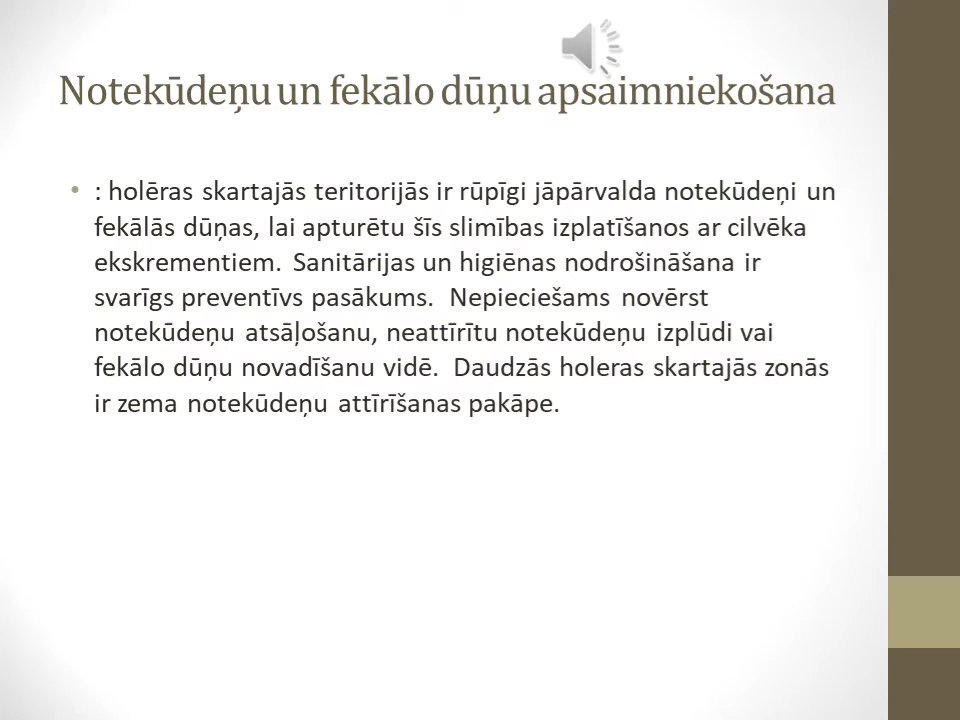 Notekūdeņu un fekālo dūņu apsaimniekošana
• : holēras skartajās teritorijās ir rūpīgi jāpārvalda notekūdeņi un
fekālās dūņas, lai apturētu šīs slimības izplatīšanos ar cilvēka
ekskrementiem. Sanitārijas un higiēnas nodrošināšana ir
svarīgs preventīvs pasākums. Nepieciešams novērst
notekūdeņu atsāļošanu, neattīrītu notekūdeņu izplūdi vai
fekālo dūņu novadīšanu vidē. Daudzās holeras skartajās zonās
ir zema notekūdeņu attīrīšanas pakāpe.